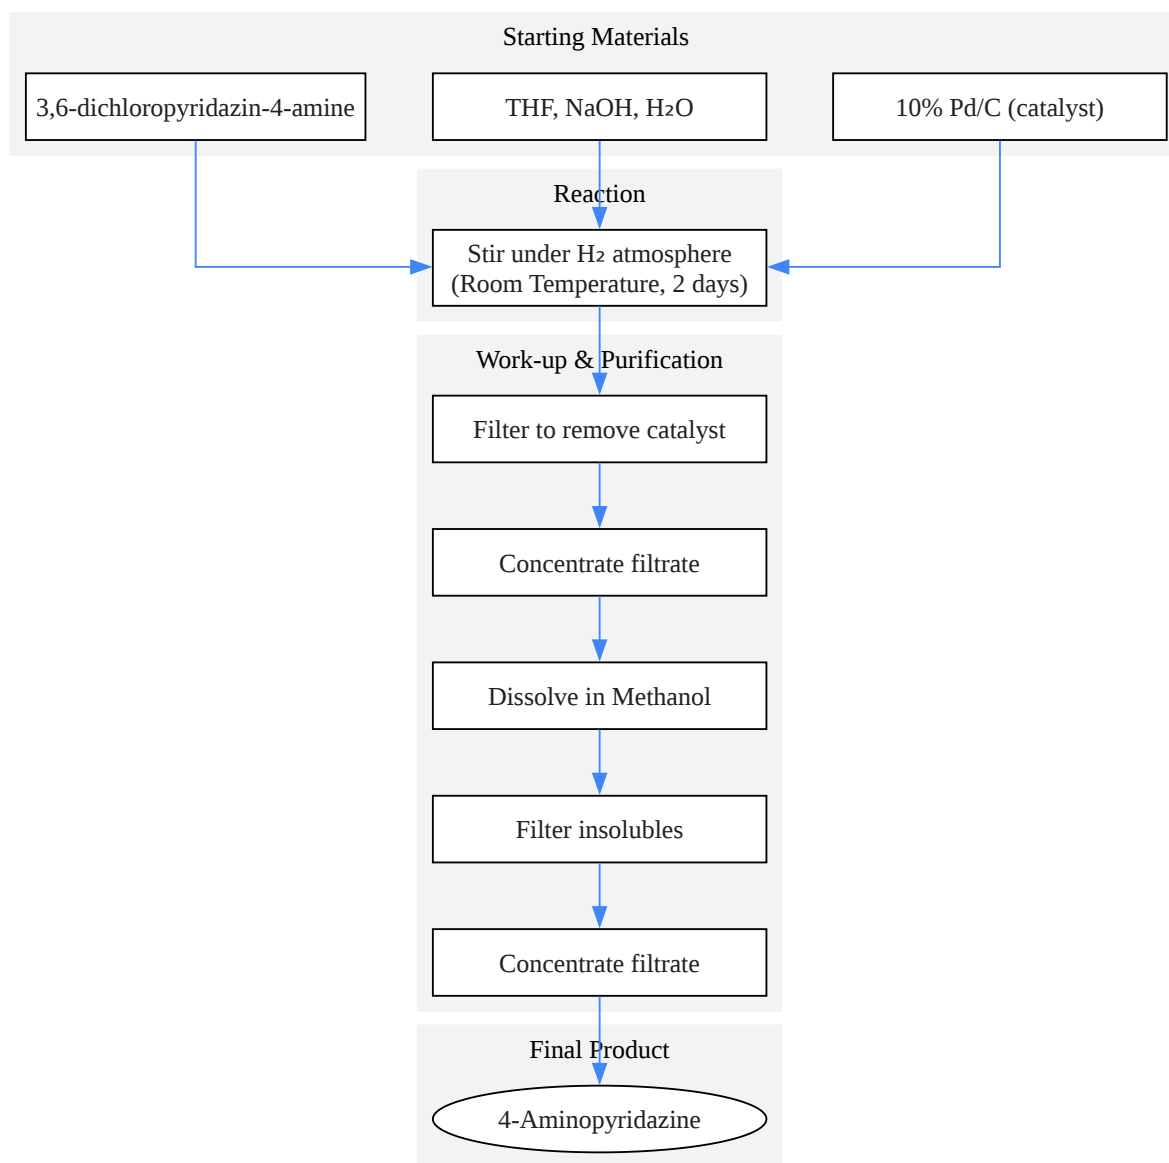 Starting Materials
3,6-dichloropyridazin-4-amine
THF, NaOH, H₂O
10% Pd/C (catalyst)
Reaction
Stir under H₂ atmosphere
(Room Temperature, 2 days)
Work-up & Purification
Filter to remove catalyst
Concentrate filtrate
Dissolve in Methanol
Filter insolubles
Concentrate filtrate
Final Product
4-Aminopyridazine